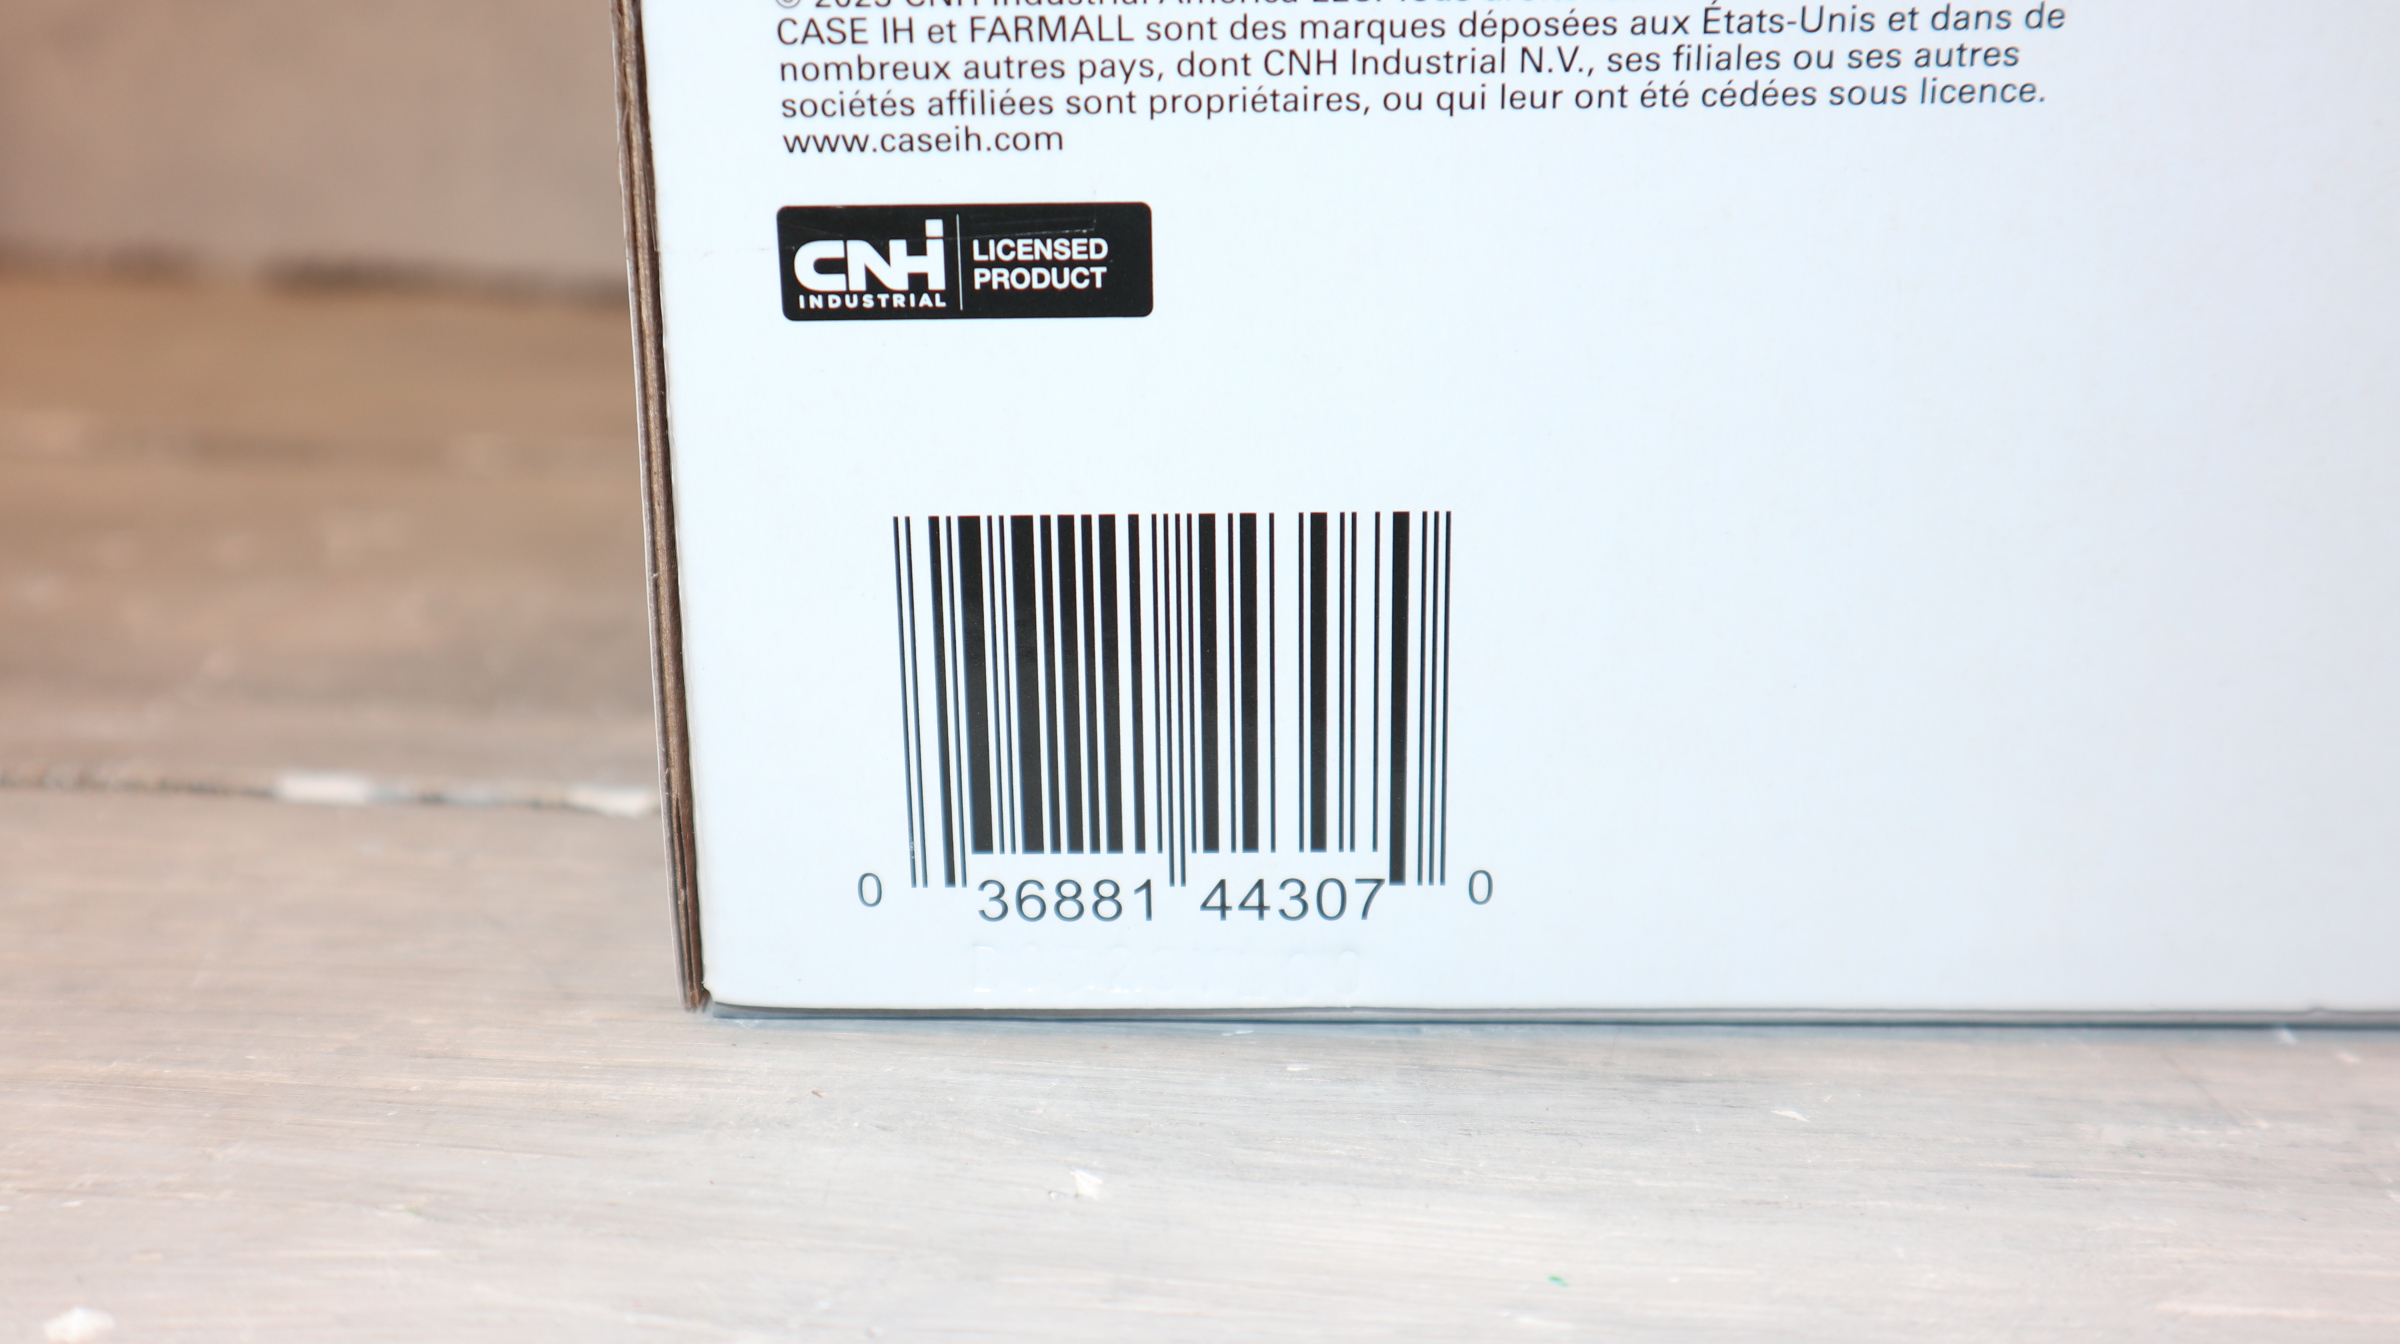 CASE IH et FARMALL sont des marques déposées aux États-Unis et dans de
nombreux autres pays, dont CNH Industrial N.V., ses filiales ou ses autres
sociétés affiliées sont propriétaires, ou qui leur ont été cédées sous licence.
www.caseih.com
CNH INDUSTRIAL
LICENSED
PRODUCT
0 36881 44307 0